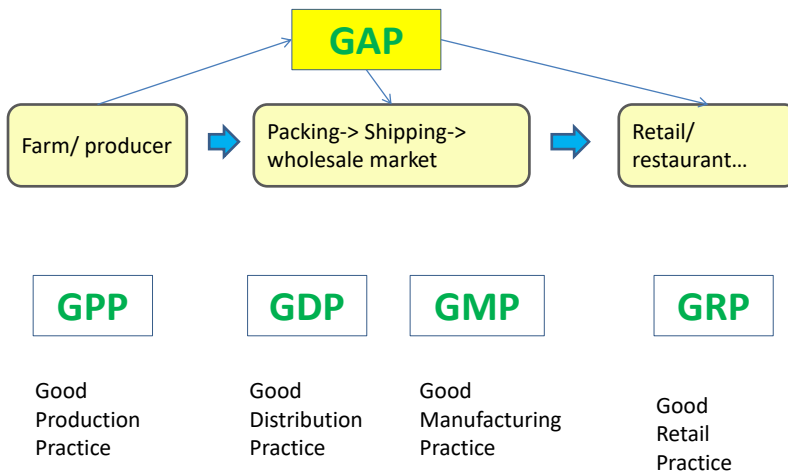 GAP
Farm/ producer
Packing-> Shipping->
wholesale market
Retail/
restaurant...
GPP
GDP
GMP
GRP
Good
Production
Practice
Good
Distribution
Practice
Good
Manufacturing
Practice
Good
Retail
Practice